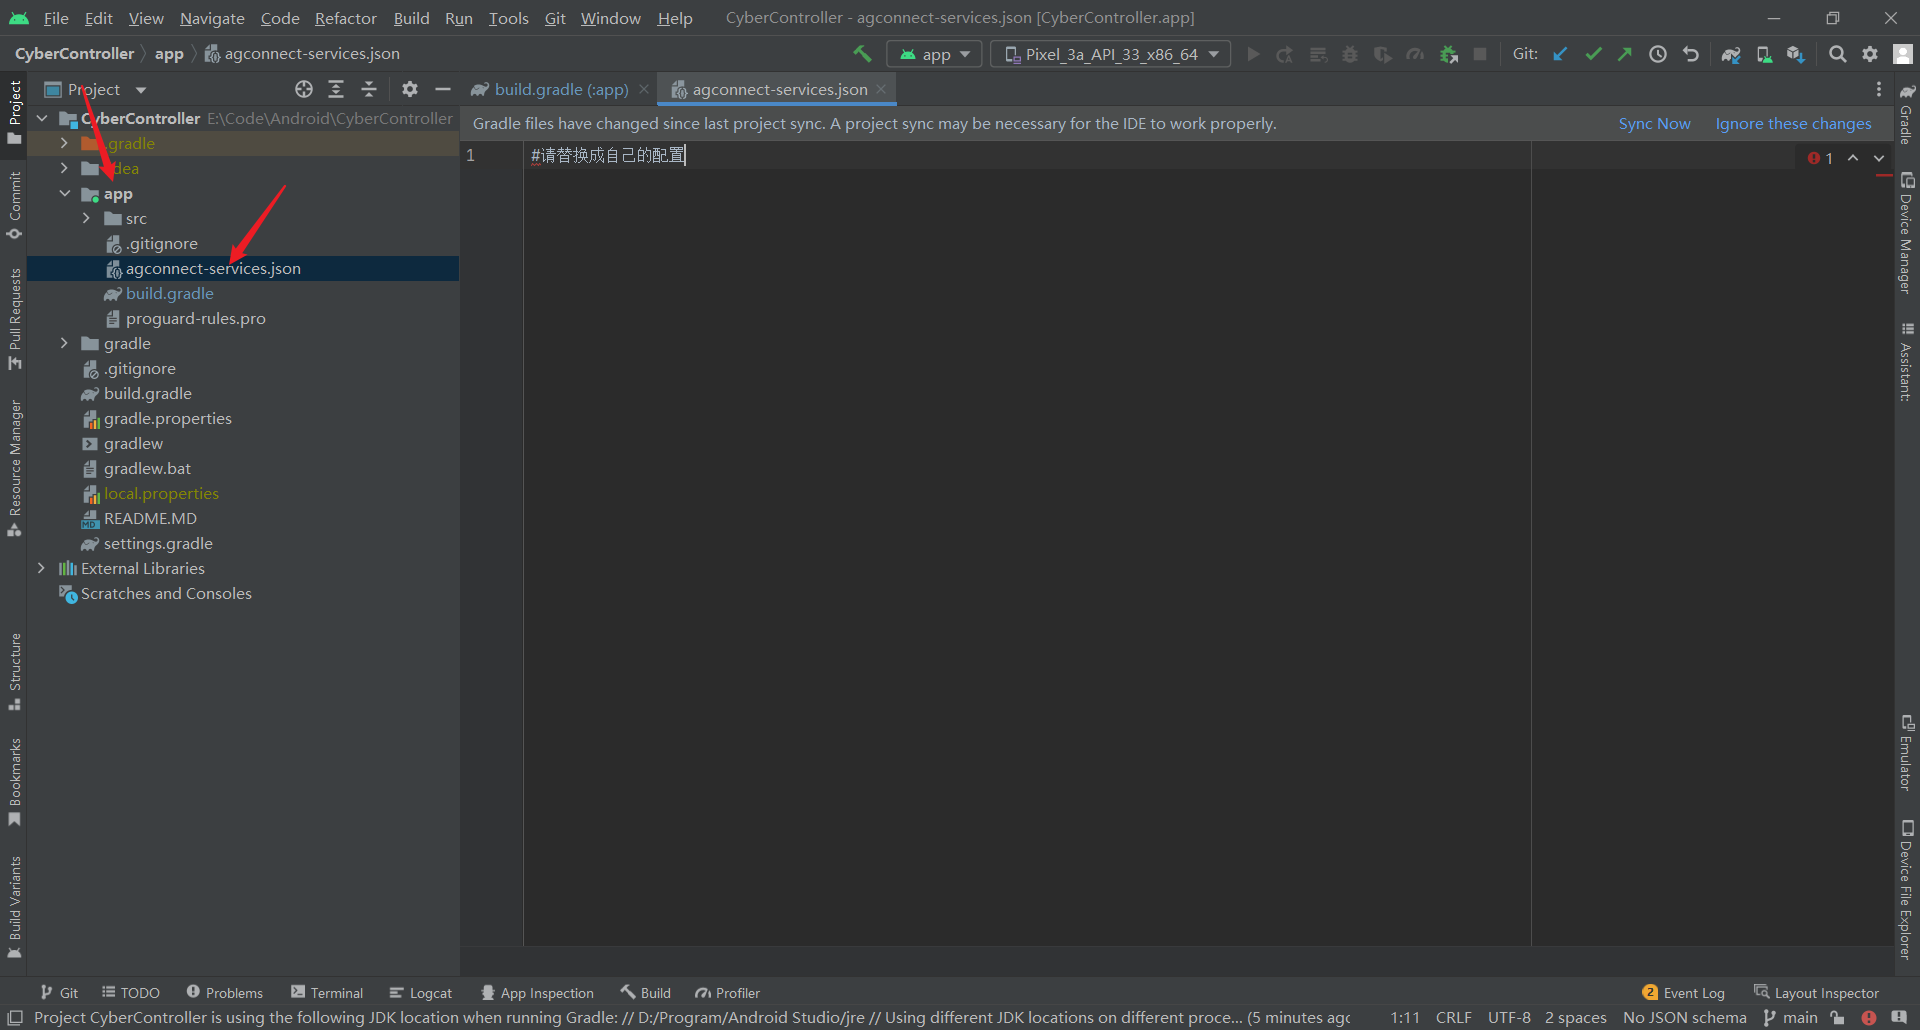 File Edit View Navigate Code Refactor Build Run Tools Git Window Help CyberController - agconnect-services.json [CyberController.app]
CyberController app agconnect-services.json app Pixel_3a_API_33_x86_64 Git:
Project
build.gradle (:app) agconnect-services.json
CyberController E:\Code\Android\CyberController
Gradle files have changed since last project sync. A project sync may be necessary for the IDE to work properly. Sync Now Ignore these changes
.gradle
1 #请替换成自己的配置 1
dea
app
src
.gitignore
agconnect-services.json
build.gradle
proguard-rules.pro
gradle
.gitignore
build.gradle
gradle.properties
gradlew
gradlew.bat
local.properties
README.MD
settings.gradle
External Libraries
Scratches and Consoles
Project
Commit
Pull Requests
Resource Manager
Structure
Bookmarks
Build Variants
Gradle
Device Manager
Assistant:
Emulator
Device File Explorer
Git TODO Problems Terminal Logcat App Inspection Build Profiler 2 Event Log Layout Inspector
Project CyberController is using the following JDK location when running Gradle: // D:/Program/Android Studio/jre // Using different JDK locations on different proce... (5 minutes agc 1:11 CRLF UTF-8 2 spaces No JSON schema main